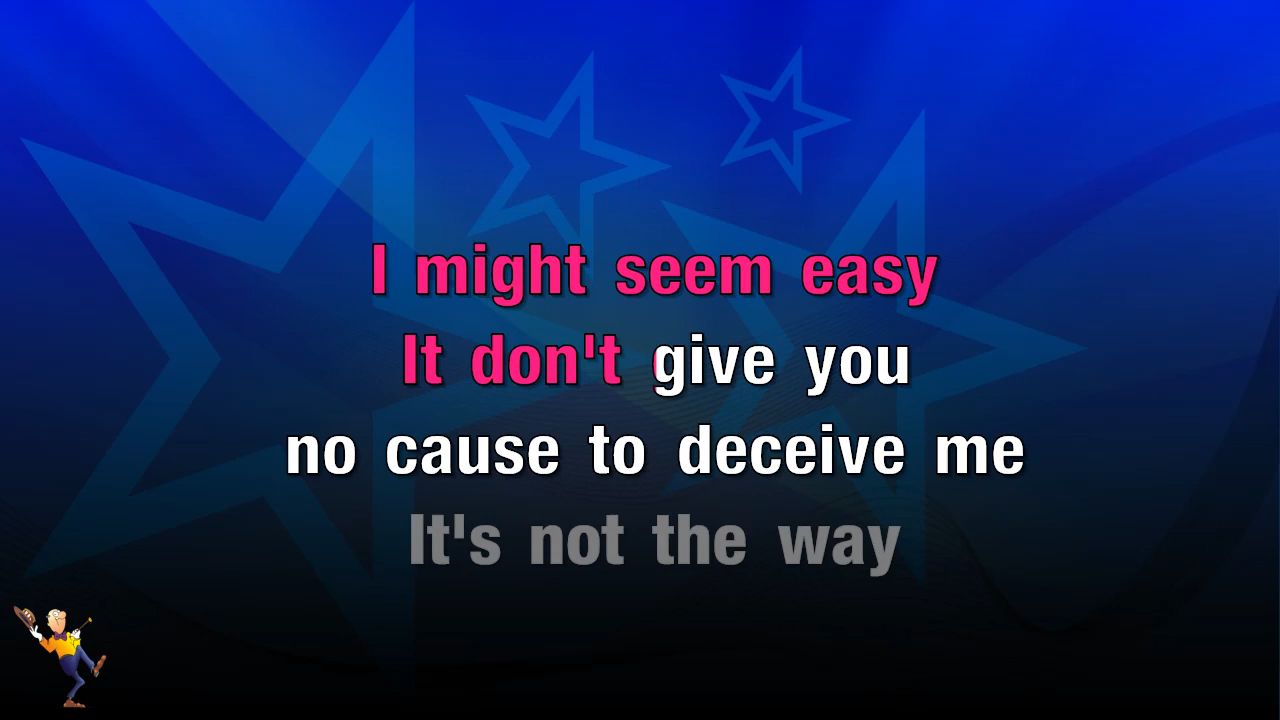 I might seem easy
It don't give you
no cause to deceive me
It's not the way